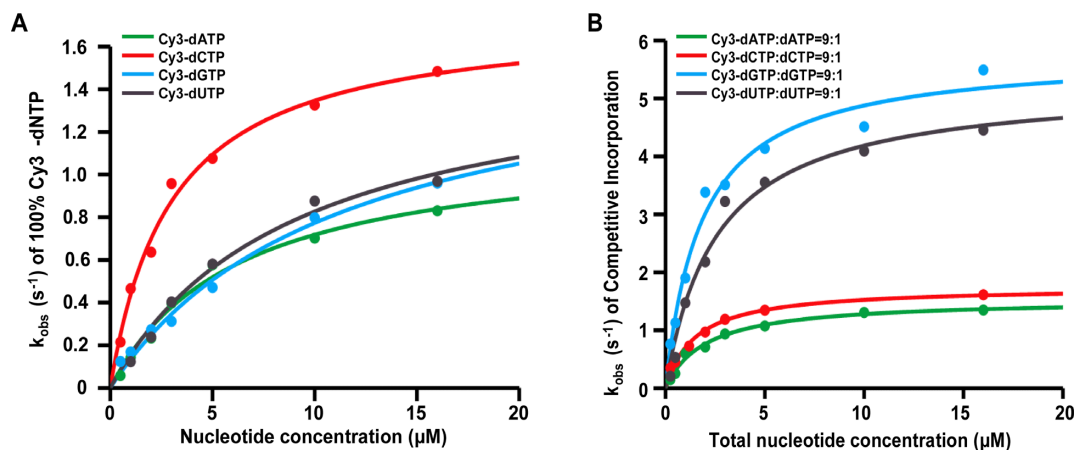 A
Cy3-dATP
Cy3-dCTP
Cy3-dGTP
Cy3-dUTP
kobs (s-1) of 100% Cy3 -dNTP
1.6
1.4
1.2
1.0
0.8
0.6
0.4
0.2
0
0
5
10
15
20
Nucleotide concentration (μM)
B
Cy3-dATP:dATP=9:1
Cy3-dCTP:dCTP=9:1
Cy3-dGTP:dGTP=9:1
Cy3-dUTP:dUTP=9:1
kobs (s-1) of Competitive Incorporation
6
5
4
3
2
1
0
0
5
10
15
20
Total nucleotide concentration (μM)